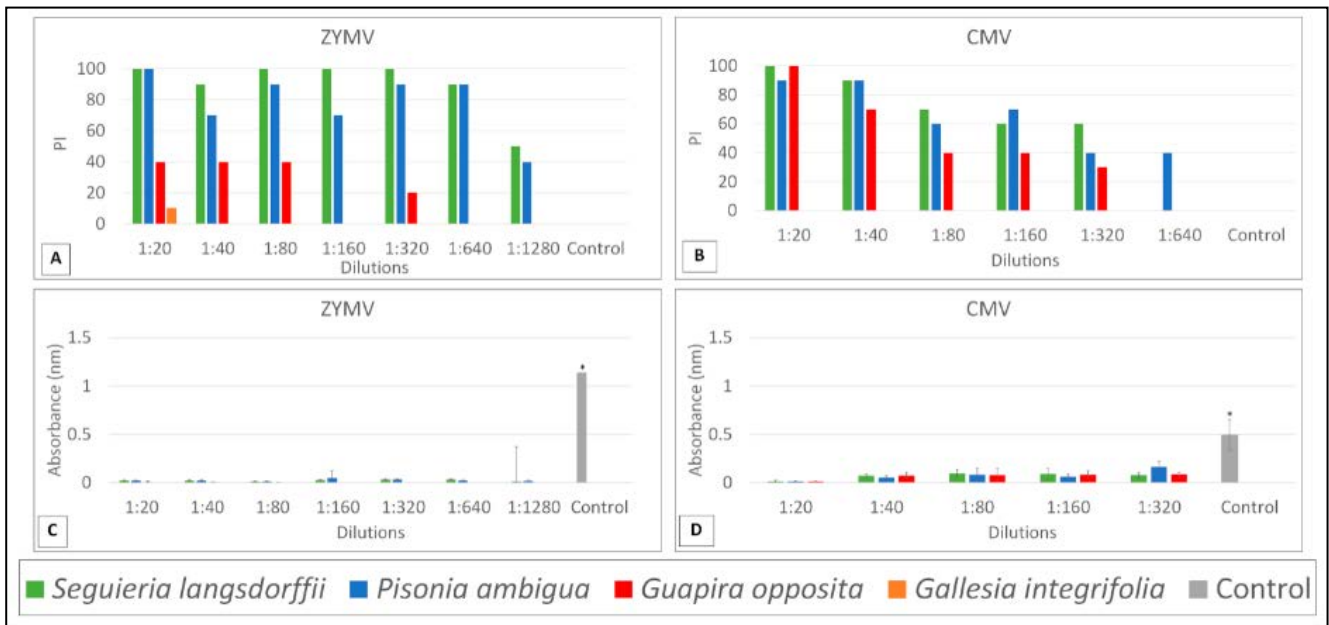 ZYMV
PI
100
80
60
40
20
0
1:20 1:40 1:80 1:160 1:320 1:640 1:1280 Control
Dilutions
A
CMV
PI
100
80
60
40
20
0
1:20 1:40 1:80 1:160 1:320 1:640 Control
Dilutions
B
ZYMV
Absorbance (nm)
1.5
1
0.5
0
*
1:20 1:40 1:80 1:160 1:320 1:640 1:1280 Control
Dilutions
C
CMV
Absorbance (nm)
1.5
1
0.5
0
*
1:20 1:40 1:80 1:160 1:320 Control
Dilutions
D
Seguieria langsdorffii Pisonia ambigua Guapira opposita Gallesia integrifolia Control